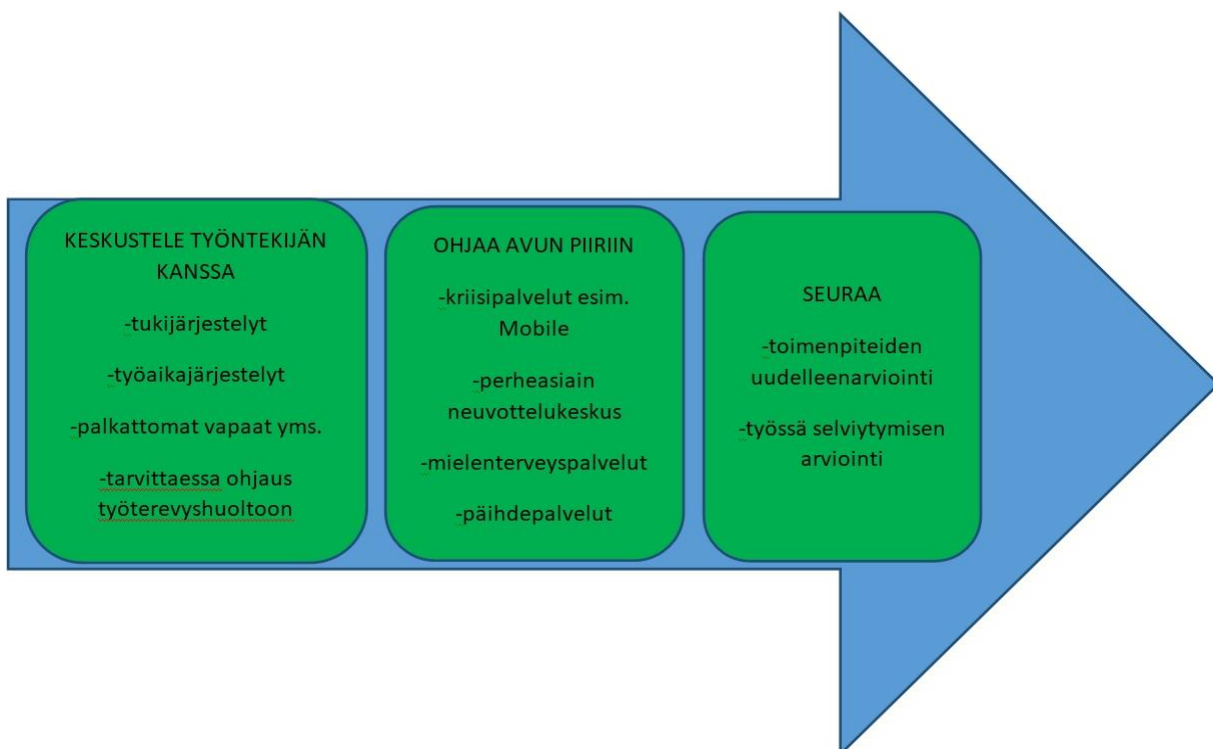 KESKUSTELE TYÖNTEKIJÄN
KANSSA
-tukijärjestelyt
-työaikajärjestelyt
-palkattomat vapaat yms.
-tarvittaessa ohjaus
työterevyshuoltoon
OHJAA AVUN PIIRIIN
-kriisipalvelut esim.
Mobile
-perheasiain
neuvottelukeskus
-mielenterveyspalvelut
-päihdepalvelut
SEURAA
-toimenpiteiden
uudelleenarviointi
-työssä selviytymisen
arviointi